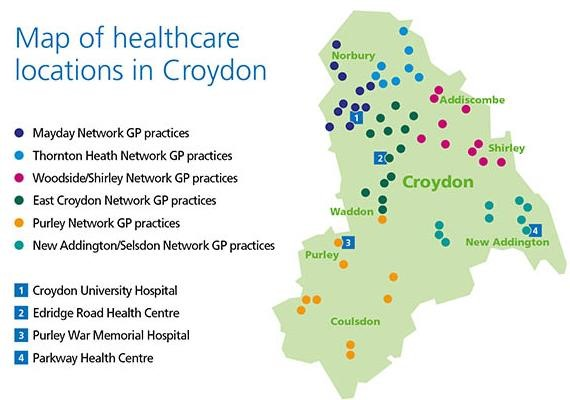 Map of healthcare
locations in Croydon
Mayday Network GP practices
Thornton Heath Network GP practices
Woodside/Shirley Network GP practices
East Croydon Network GP practices
Purley Network GP practices
New Addington/Selsdon Network GP practices
1 Croydon University Hospital
2 Edridge Road Health Centre
3 Purley War Memorial Hospital
4 Parkway Health Centre
Norbury
Addiscombe
1
Shirley
2
Croydon
Waddon
4
New Addington
3
Purley
Coulsdon